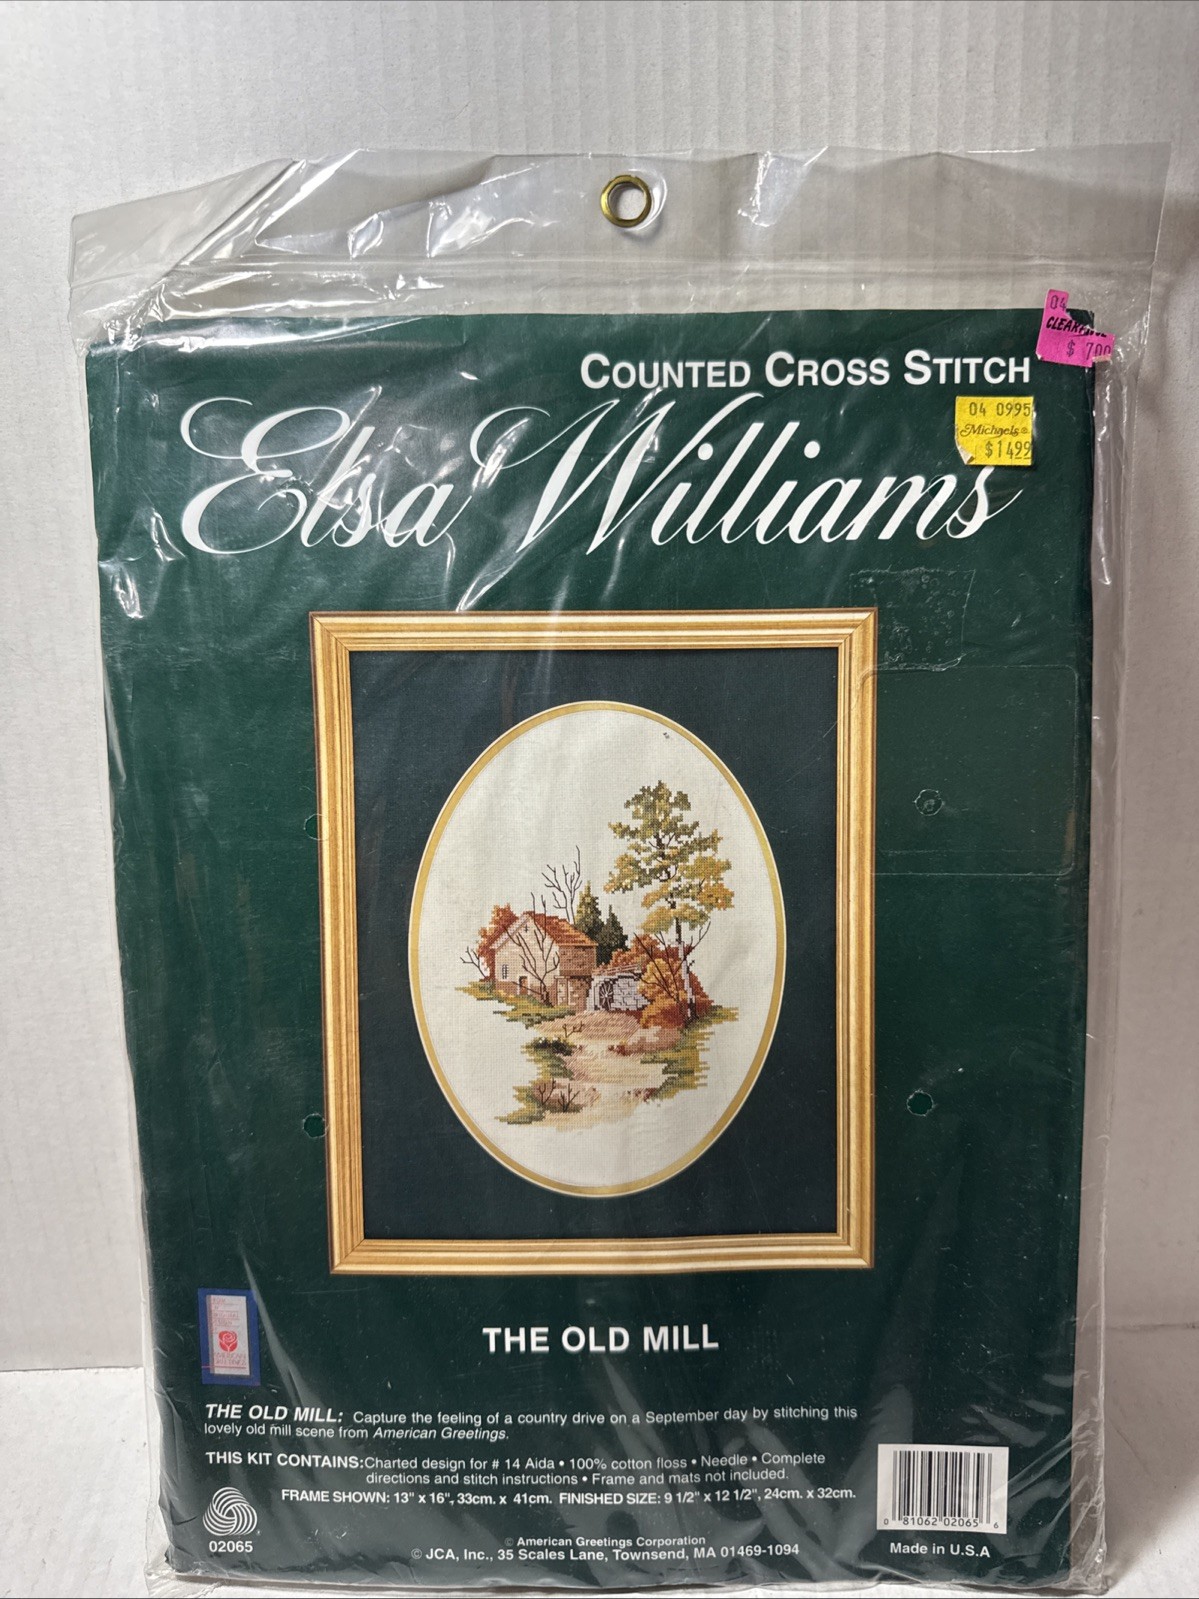 04
CLEARANCE
$ 7.00
COUNTED CROSS STITCH
04 0995
Michaels®
$14.99
Elsa Williams
THE OLD MILL
AMERICAN
GREETINGS
THE OLD MILL: Capture the feeling of a country drive on a September day by stitching this
lovely old mill scene from American Greetings.
THIS KIT CONTAINS:Charted design for # 14 Aida • 100% cotton floss • Needle • Complete
directions and stitch instructions • Frame and mats not included.
FRAME SHOWN: 13" x 16", 33cm. x 41cm. FINISHED SIZE: 9 1/2" x 12 1/2", 24cm. x 32cm.
02065
© American Greetings Corporation
© JCA, Inc., 35 Scales Lane, Townsend, MA 01469-1094
0 81062 02065 6
Made in U.S.A